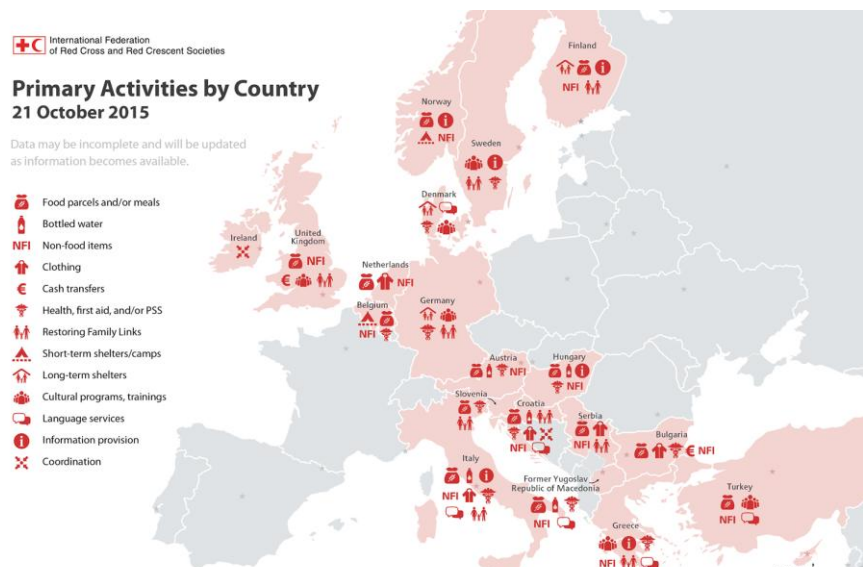 International Federation
of Red Cross and Red Crescent Societies
Primary Activities by Country
21 October 2015
Data may be incomplete and will be updated
as information becomes available.
Food parcels and/or meals
Bottled water
NFI Non-food items
Clothing
€ Cash transfers
Health, first aid, and/or PSS
Restoring Family Links
Short-term shelters/camps
Long-term shelters
Cultural programs, trainings
Language services
i Information provision
Coordination
Finland
i
NFI
Norway
i
NFI
Sweden
i
Denmark
Ireland
United
Kingdom
NFI
€
Netherlands
NFI
Belgium
NFI
Germany
Austria
NFI
Hungary
i
NFI
Slovenia
Croatia
NFI
Serbia
NFI
Bulgaria
€ NFI
Italy
i
NFI
Former Yugoslav
Republic of Macedonia
NFI
Greece
i
NFI
Turkey
NFI